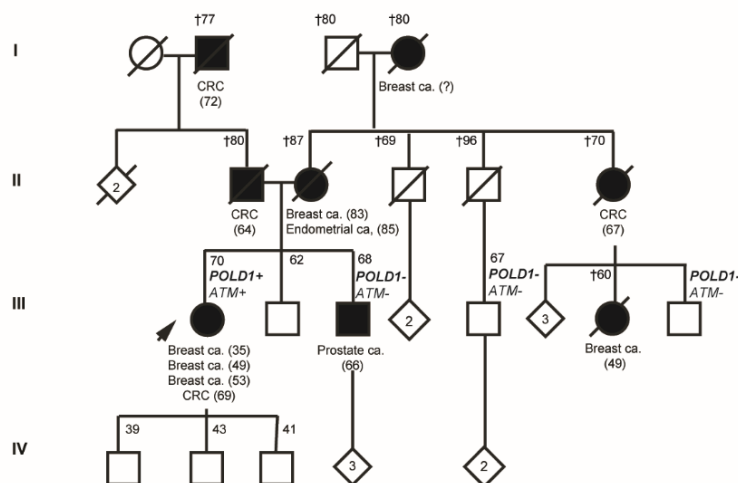 †77
†80
†80
I
CRC
(72)
Breast ca. (?)
†80
†87
†69
†96
†70
II
2
CRC
(64)
Breast ca. (83)
Endometrial ca, (85)
CRC
(67)
70
POLD1+
ATM+
62
68
POLD1-
ATM-
67
POLD1-
ATM-
†60
POLD1-
ATM-
III
2
3
Breast ca. (35)
Breast ca. (49)
Breast ca. (53)
CRC (69)
Prostate ca.
(66)
Breast ca.
(49)
39
43
41
IV
3
2